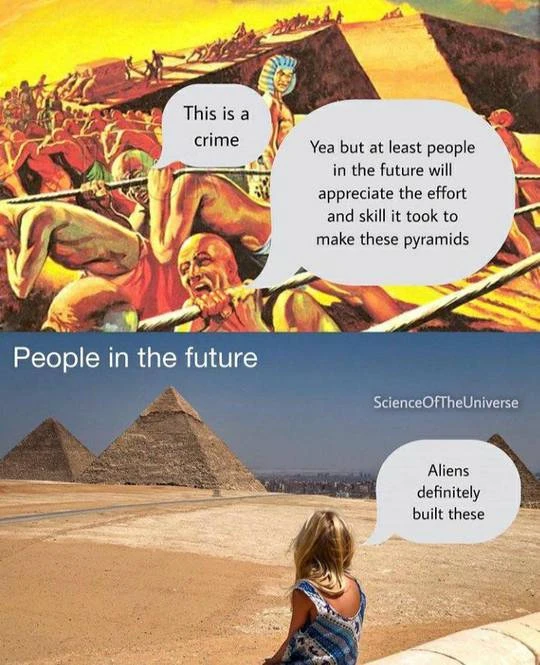 This is a
crime
Yea but at least people
in the future will
appreciate the effort
and skill it took to
make these pyramids
People in the future
ScienceOfTheUniverse
Aliens
definitely
built these